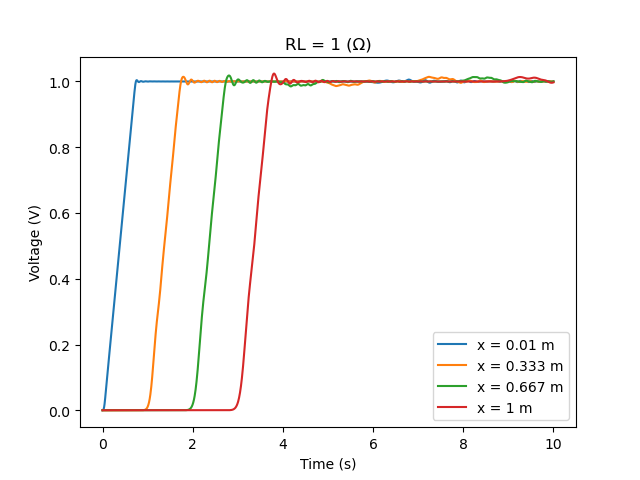 RL = 1 (Ω)
Voltage (V)
1.0
0.8
0.6
0.4
0.2
0.0
x = 0.01 m
x = 0.333 m
x = 0.667 m
x = 1 m
0 2 4 6 8 10
Time (s)